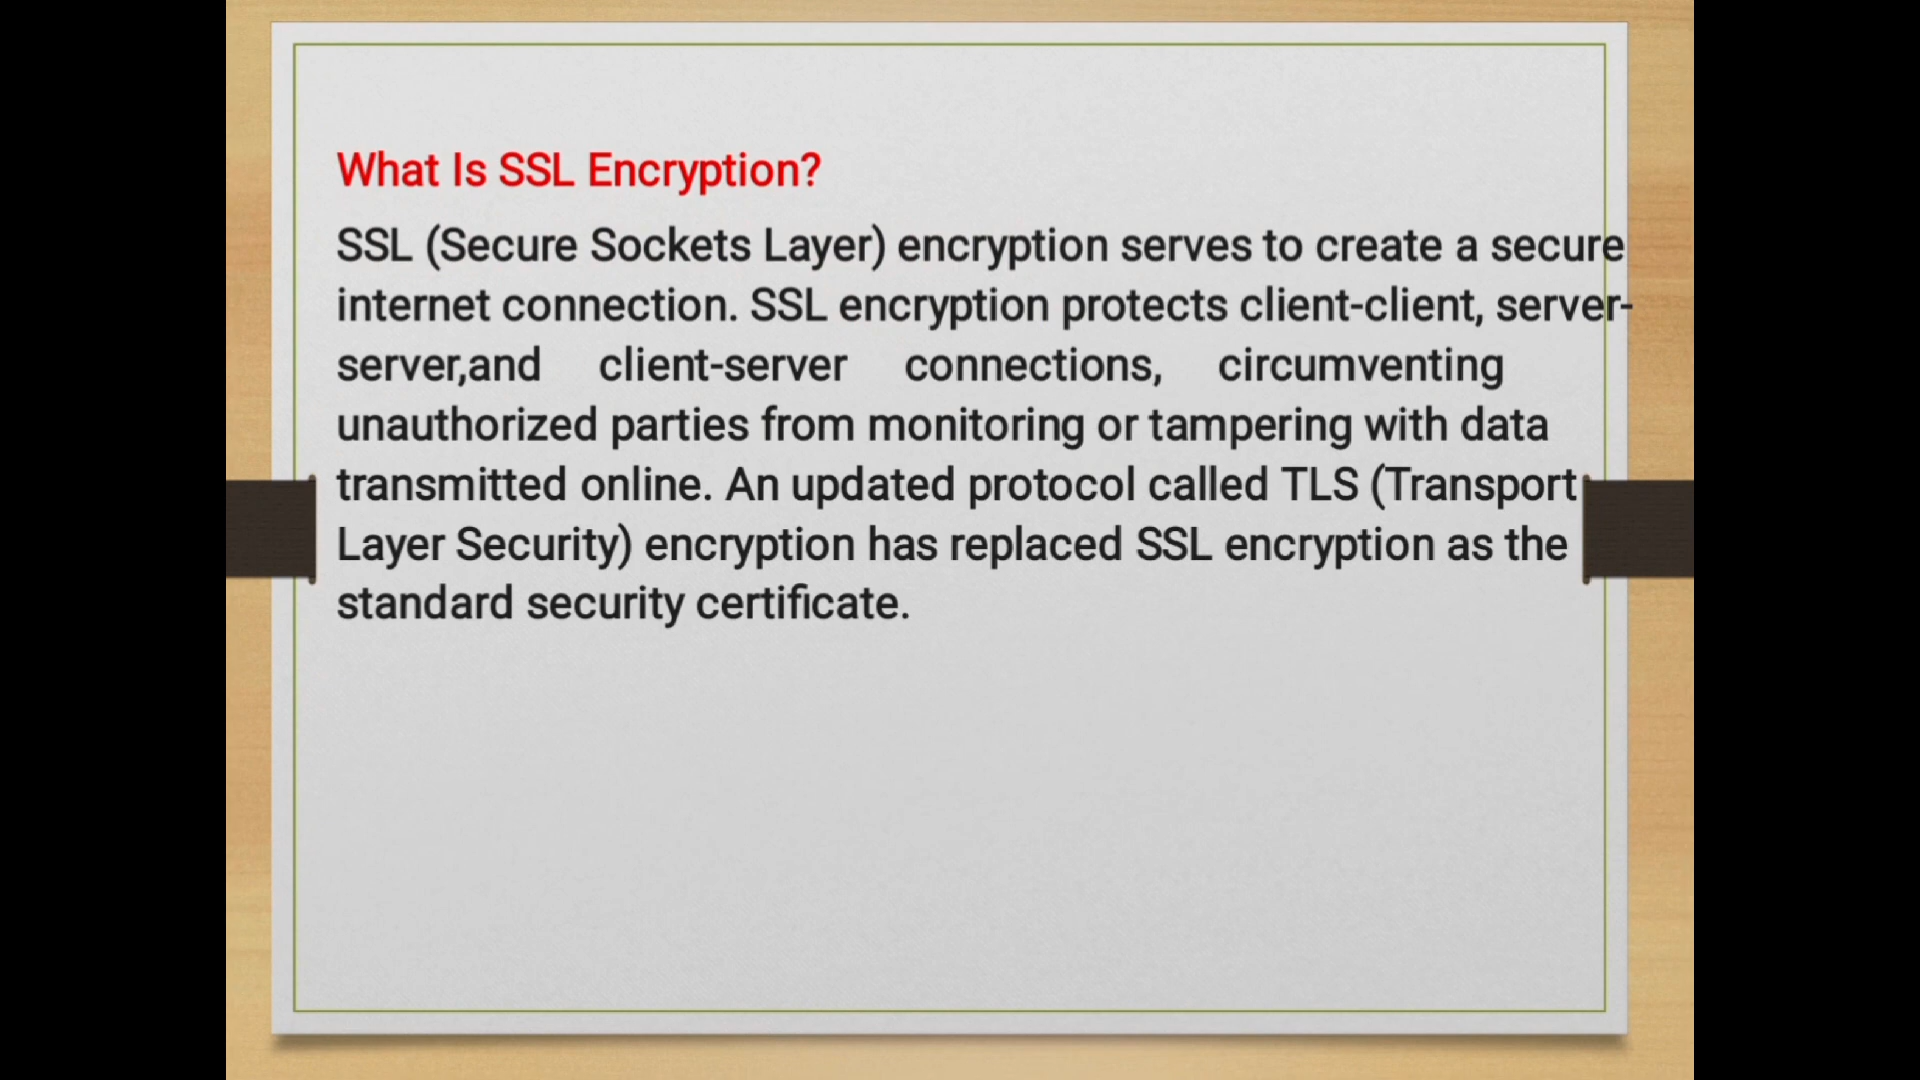 What Is SSL Encryption?
SSL (Secure Sockets Layer) encryption serves to create a secure
internet connection. SSL encryption protects client-client, server-
server,and client-server connections, circumventing
unauthorized parties from monitoring or tampering with data
transmitted online. An updated protocol called TLS (Transport
Layer Security) encryption has replaced SSL encryption as the
standard security certificate.